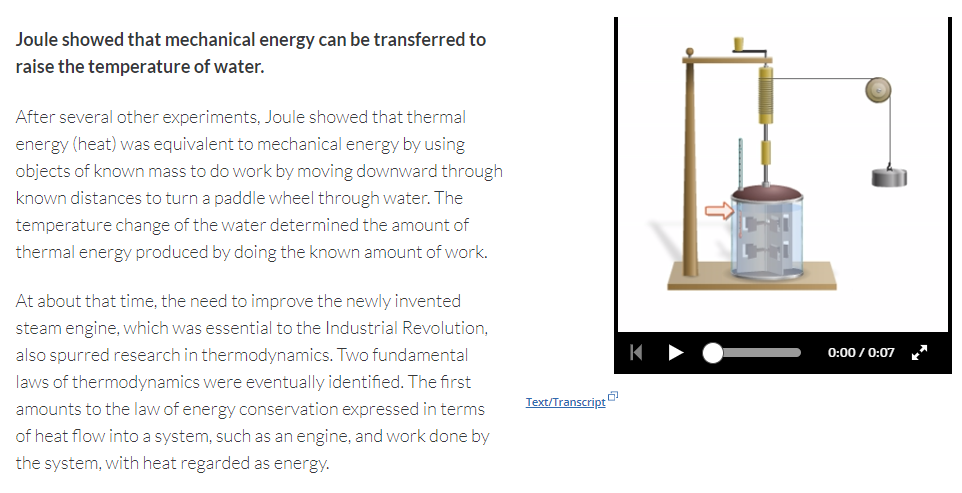 Joule showed that mechanical energy can be transferred to
raise the temperature of water.
After several other experiments, Joule showed that thermal
energy (heat) was equivalent to mechanical energy by using
objects of known mass to do work by moving downward through
known distances to turn a paddle wheel through water. The
temperature change of the water determined the amount of
thermal energy produced by doing the known amount of work.
At about that time, the need to improve the newly invented
steam engine, which was essential to the Industrial Revolution,
also spurred research in thermodynamics. Two fundamental
laws of thermodynamics were eventually identified. The first
amounts to the law of energy conservation expressed in terms
of heat flow into a system, such as an engine, and work done by
the system, with heat regarded as energy.
0:00 / 0:07
Text/Transcript